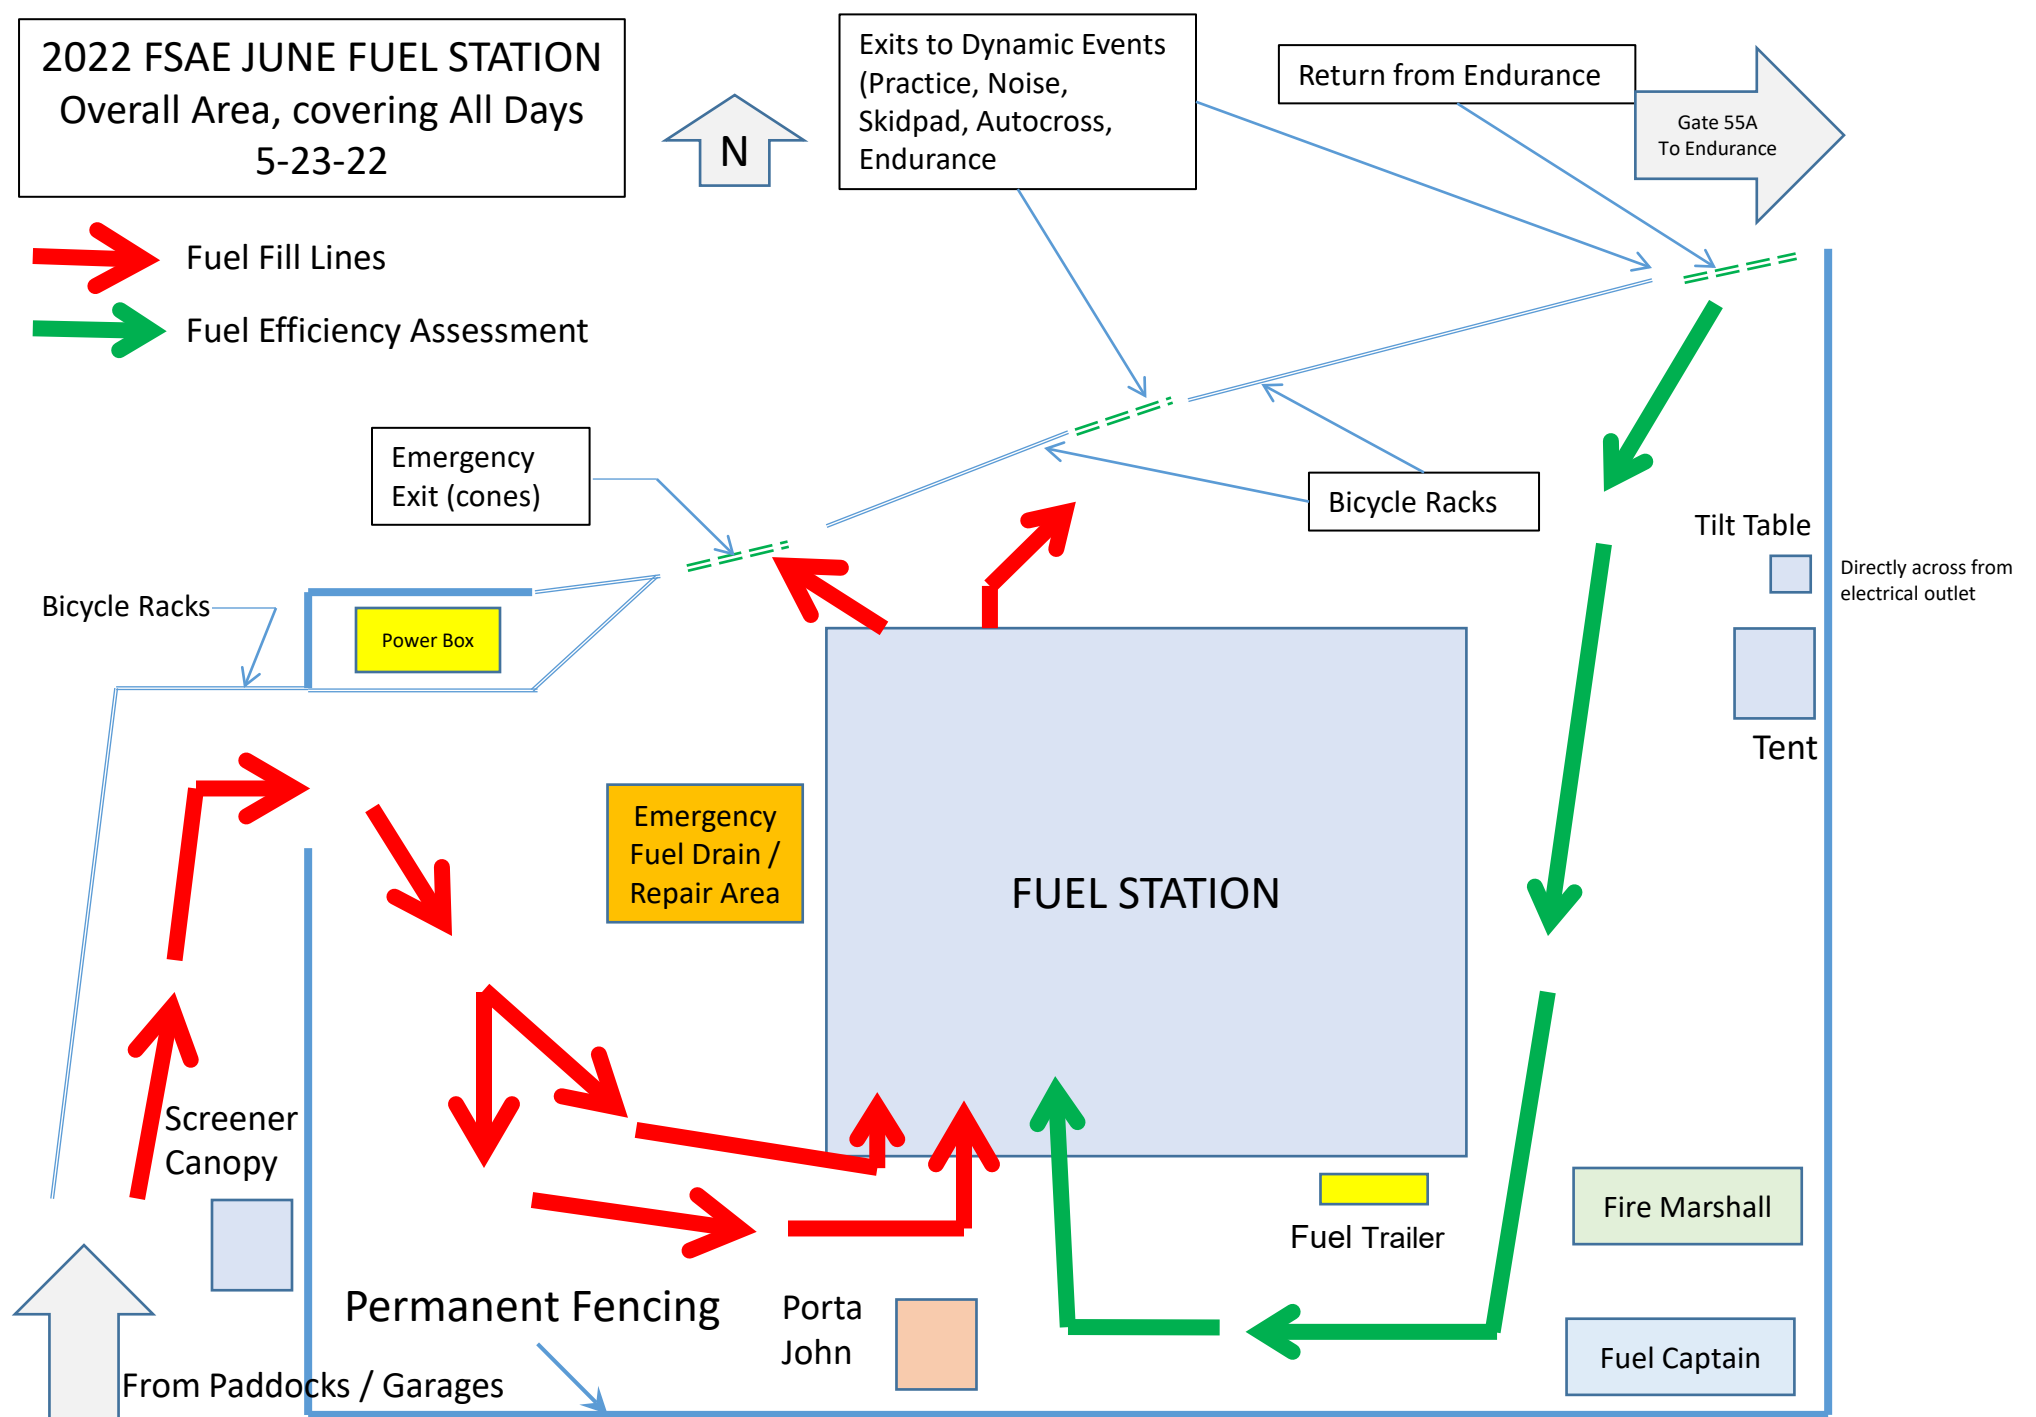 2022 FSAE JUNE FUEL STATION
Overall Area, covering All Days
5-23-22
N
Exits to Dynamic Events
(Practice, Noise,
Skidpad, Autocross,
Endurance
Return from Endurance
Gate 55A
To Endurance
Fuel Fill Lines
Fuel Efficiency Assessment
Emergency
Exit (cones)
Bicycle Racks
Tilt Table
Directly across from
electrical outlet
Bicycle Racks
Power Box
Tent
Emergency
Fuel Drain /
Repair Area
FUEL STATION
Screener
Canopy
Fire Marshall
Fuel Trailer
Permanent Fencing
Porta
John
Fuel Captain
From Paddocks / Garages